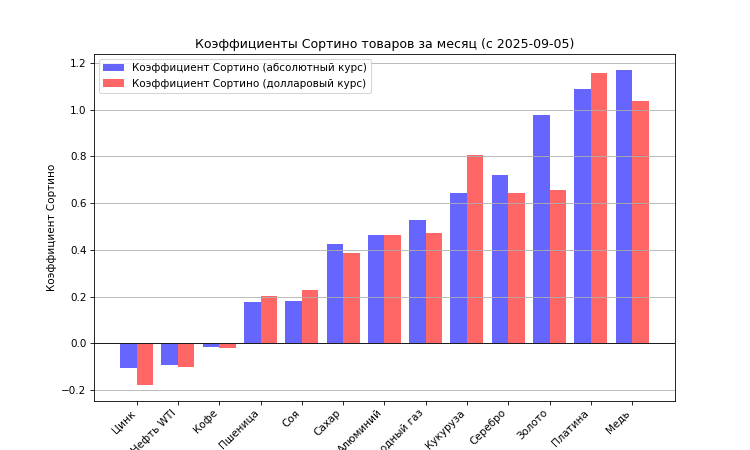 Коэффициенты Сортино товаров за месяц (с 2025-09-05)
Коэффициент Сортино (абсолютный курс)
Коэффициент Сортино (долларовый курс)
Коэффициент Сортино
1.2
1.0
0.8
0.6
0.4
0.2
0.0
−0.2
Цинк
Нефть WTI
Кофе
Пшеница
Соя
Сахар
Алюминий
одный газ
Кукуруза
Серебро
Золото
Платина
Медь